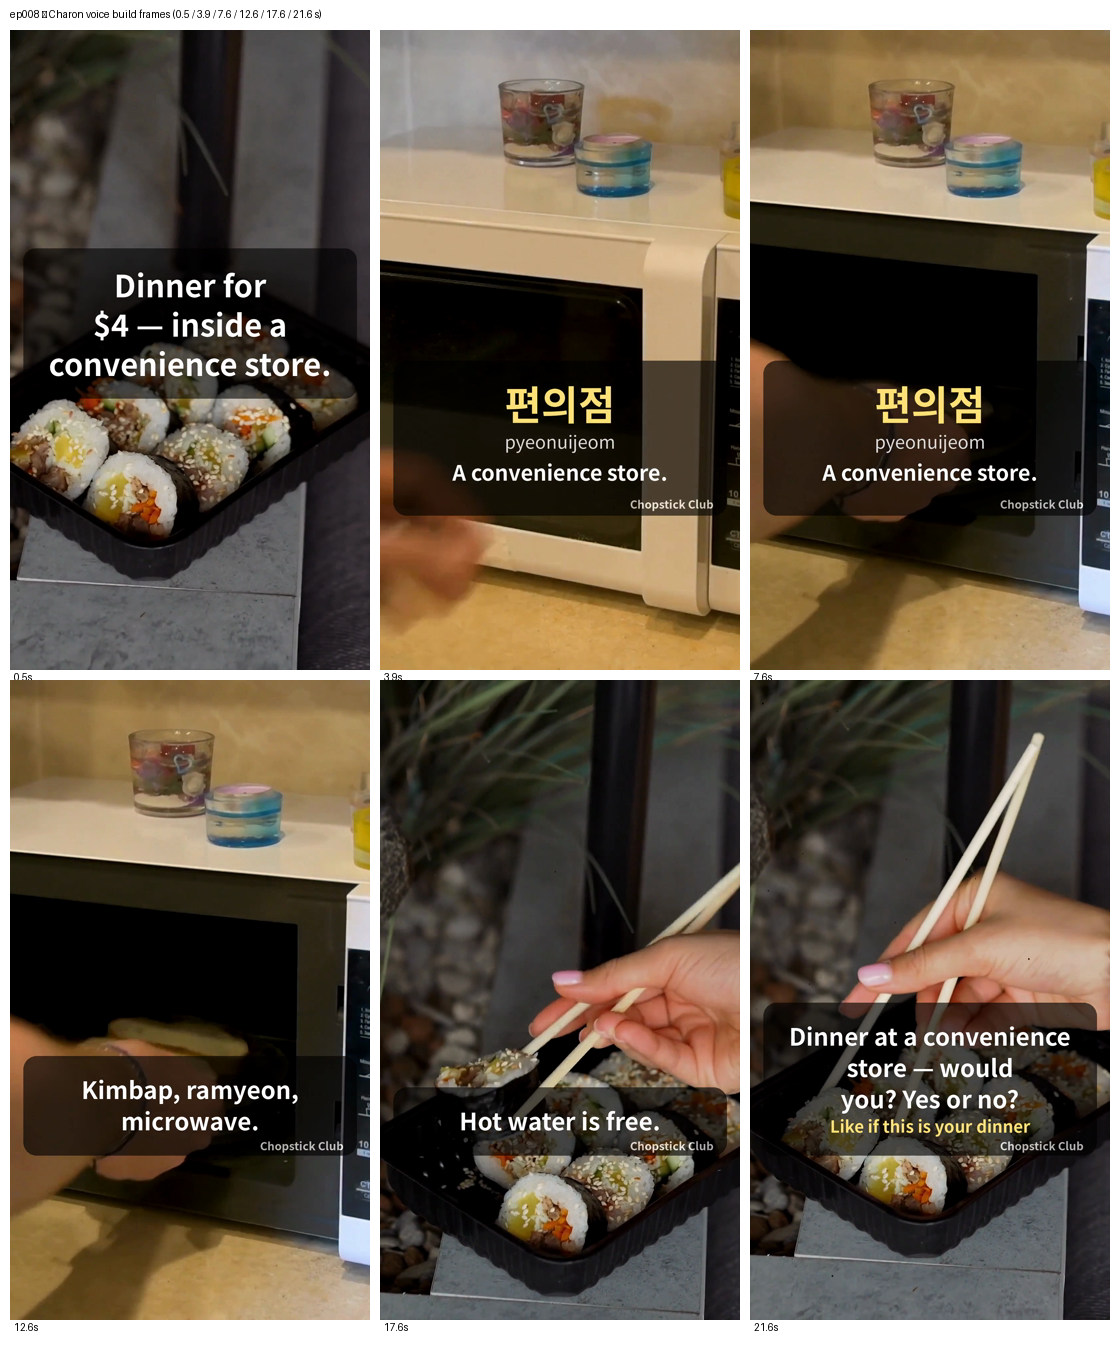 ep008 Charon voice build frames (0.5 / 3.9 / 7.6 / 12.6 / 17.6 / 21.6 s)
Dinner for
$4 — inside a
convenience store.
0.5s
편의점
pyeonuijeom
A convenience store.
Chopstick Club
3.9s
편의점
pyeonuijeom
A convenience store.
Chopstick Club
7.6s
Kimbap, ramyeon,
microwave.
Chopstick Club
12.6s
Hot water is free.
Chopstick Club
17.6s
Dinner at a convenience
store — would
you? Yes or no?
Like if this is your dinner
Chopstick Club
21.6s